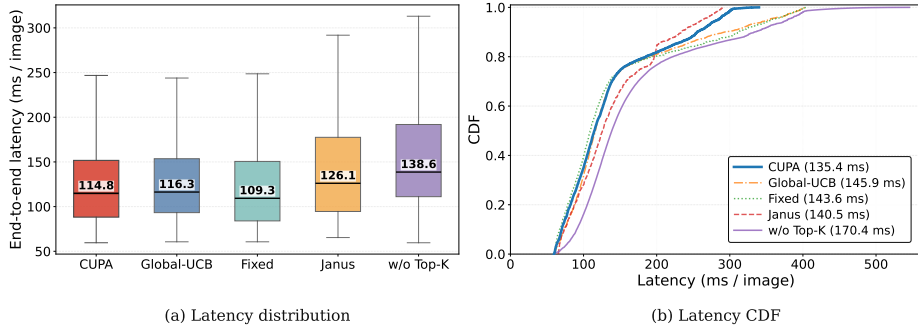 End-to-end latency (ms / image)
300
250
200
150
100
50
114.8
116.3
109.3
126.1
138.6
CUPA
Global-UCB
Fixed
Janus
w/o Top-K
(a) Latency distribution
CDF
1.0
0.8
0.6
0.4
0.2
0.0
CUPA (135.4 ms)
Global-UCB (145.9 ms)
Fixed (143.6 ms)
Janus (140.5 ms)
w/o Top-K (170.4 ms)
0 100 200 300 400 500
Latency (ms / image)
(b) Latency CDF